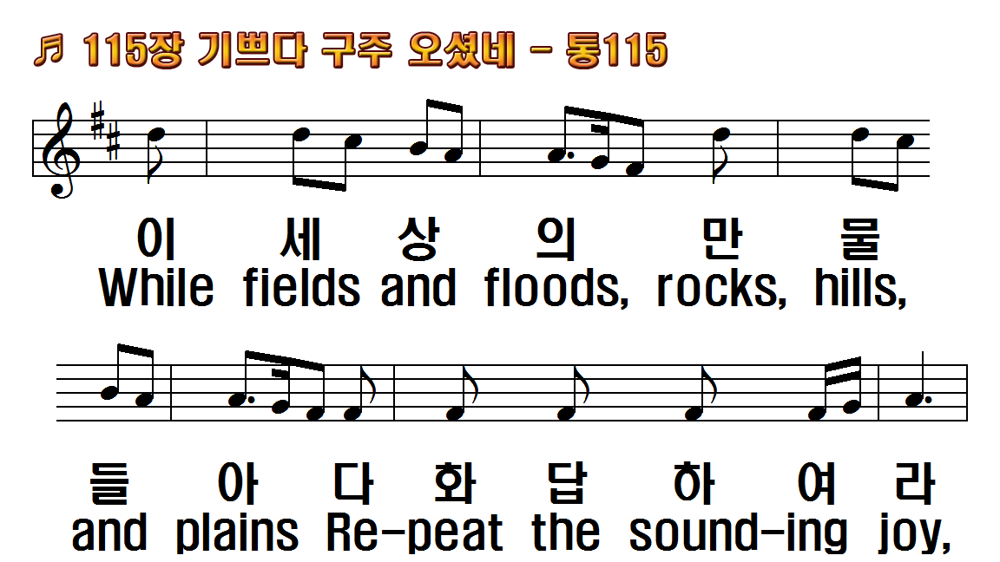 115장 기쁘다 구주 오셨네 - 통115
이 세 상 의 만 물
While fields and floods, rocks, hills,
들 아 다 화 답 하 여 라
and plains Re-peat the sound-ing joy,